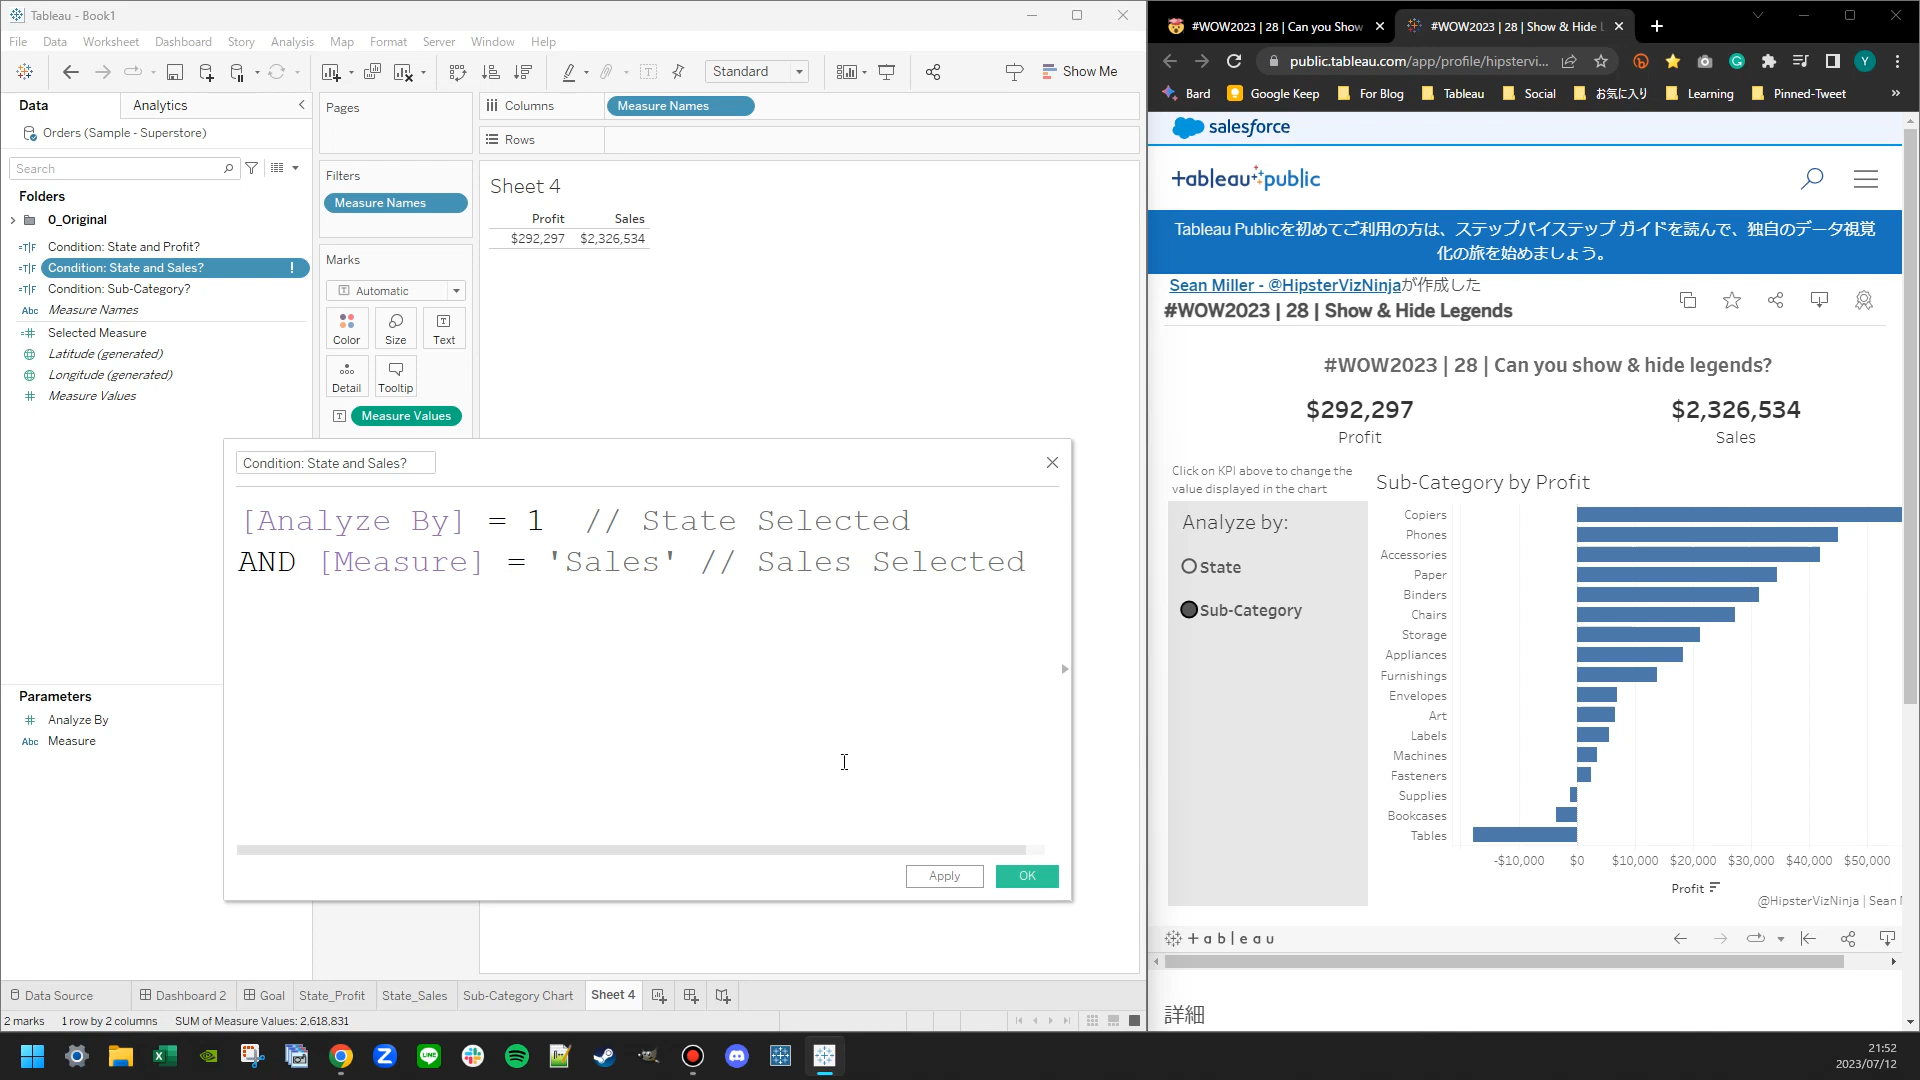 Tableau - Book1
File Data Worksheet Dashboard Story Analysis Map Format Server Window Help
Standard
Show Me
Data
Analytics
Orders (Sample - Superstore)
Search
Folders
0_Original
=T|F Condition: State and Profit?
=T|F Condition: State and Sales? !
=T|F Condition: Sub-Category?
Abc Measure Names
=# Selected Measure
Latitude (generated)
Longitude (generated)
# Measure Values
Parameters
# Analyze By
Abc Measure
Pages
Filters
Measure Names
Marks
Automatic
Color
Size
Text
Detail
Tooltip
Measure Values
Columns
Measure Names
Rows
Sheet 4
Profit Sales
$292,297 $2,326,534
Condition: State and Sales?
[Analyze By] = 1 // State Selected
AND [Measure] = 'Sales' // Sales Selected
Apply
OK
Data Source
Dashboard 2
Goal
State_Profit
State_Sales
Sub-Category Chart
Sheet 4
2 marks 1 row by 2 columns SUM of Measure Values: 2,618,831
#WOW2023 | 28 | Can you Show
#WOW2023 | 28 | Show & Hide L
public.tableau.com/app/profile/hipstervi...
Y
Bard
Google Keep
For Blog
Tableau
Social
お気に入り
Learning
Pinned-Tweet
»
salesforce
+ableau+public
Tableau Publicを初めてご利用の方は、ステップバイステップ ガイドを読んで、独自のデータ視覚
化の旅を始めましょう。
Sean Miller - @HipsterVizNinjaが作成した
#WOW2023 | 28 | Show & Hide Legends
#WOW2023 | 28 | Can you show & hide legends?
$292,297
Profit
$2,326,534
Sales
Click on KPI above to change the
value displayed in the chart
Analyze by:
State
Sub-Category
Sub-Category by Profit
Copiers
Phones
Accessories
Paper
Binders
Chairs
Storage
Appliances
Furnishings
Envelopes
Art
Labels
Machines
Fasteners
Supplies
Bookcases
Tables
-$10,000 $0 $10,000 $20,000 $30,000 $40,000 $50,000
Profit
@HipsterVizNinja | Sean
+ a b | e a u
詳細
21:52
2023/07/12